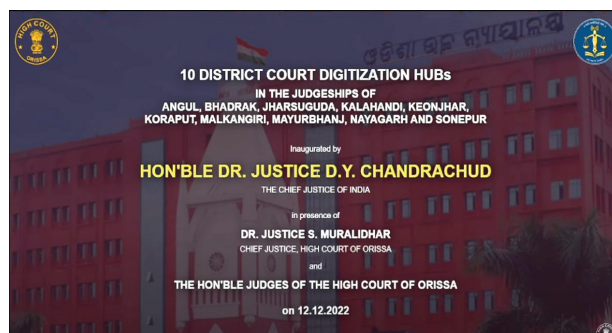 HIGH COURT
ORISSA
ଓଡ଼ିଶା ଉଚ୍ଚ ନ୍ୟାୟାଳୟ
10 DISTRICT COURT DIGITIZATION HUBs
IN THE JUDGESHIPS OF
ANGUL, BHADRAK, JHARSUGUDA, KALAHANDI, KEONJHAR,
KORAPUT, MALKANGIRI, MAYURBHANJ, NAYAGARH AND SONEPUR
Inaugurated by
HON'BLE DR. JUSTICE D.Y. CHANDRACHUD
THE CHIEF JUSTICE OF INDIA
in presence of
DR. JUSTICE S. MURALIDHAR
CHIEF JUSTICE, HIGH COURT OF ORISSA
and
THE HON'BLE JUDGES OF THE HIGH COURT OF ORISSA
on 12.12.2022